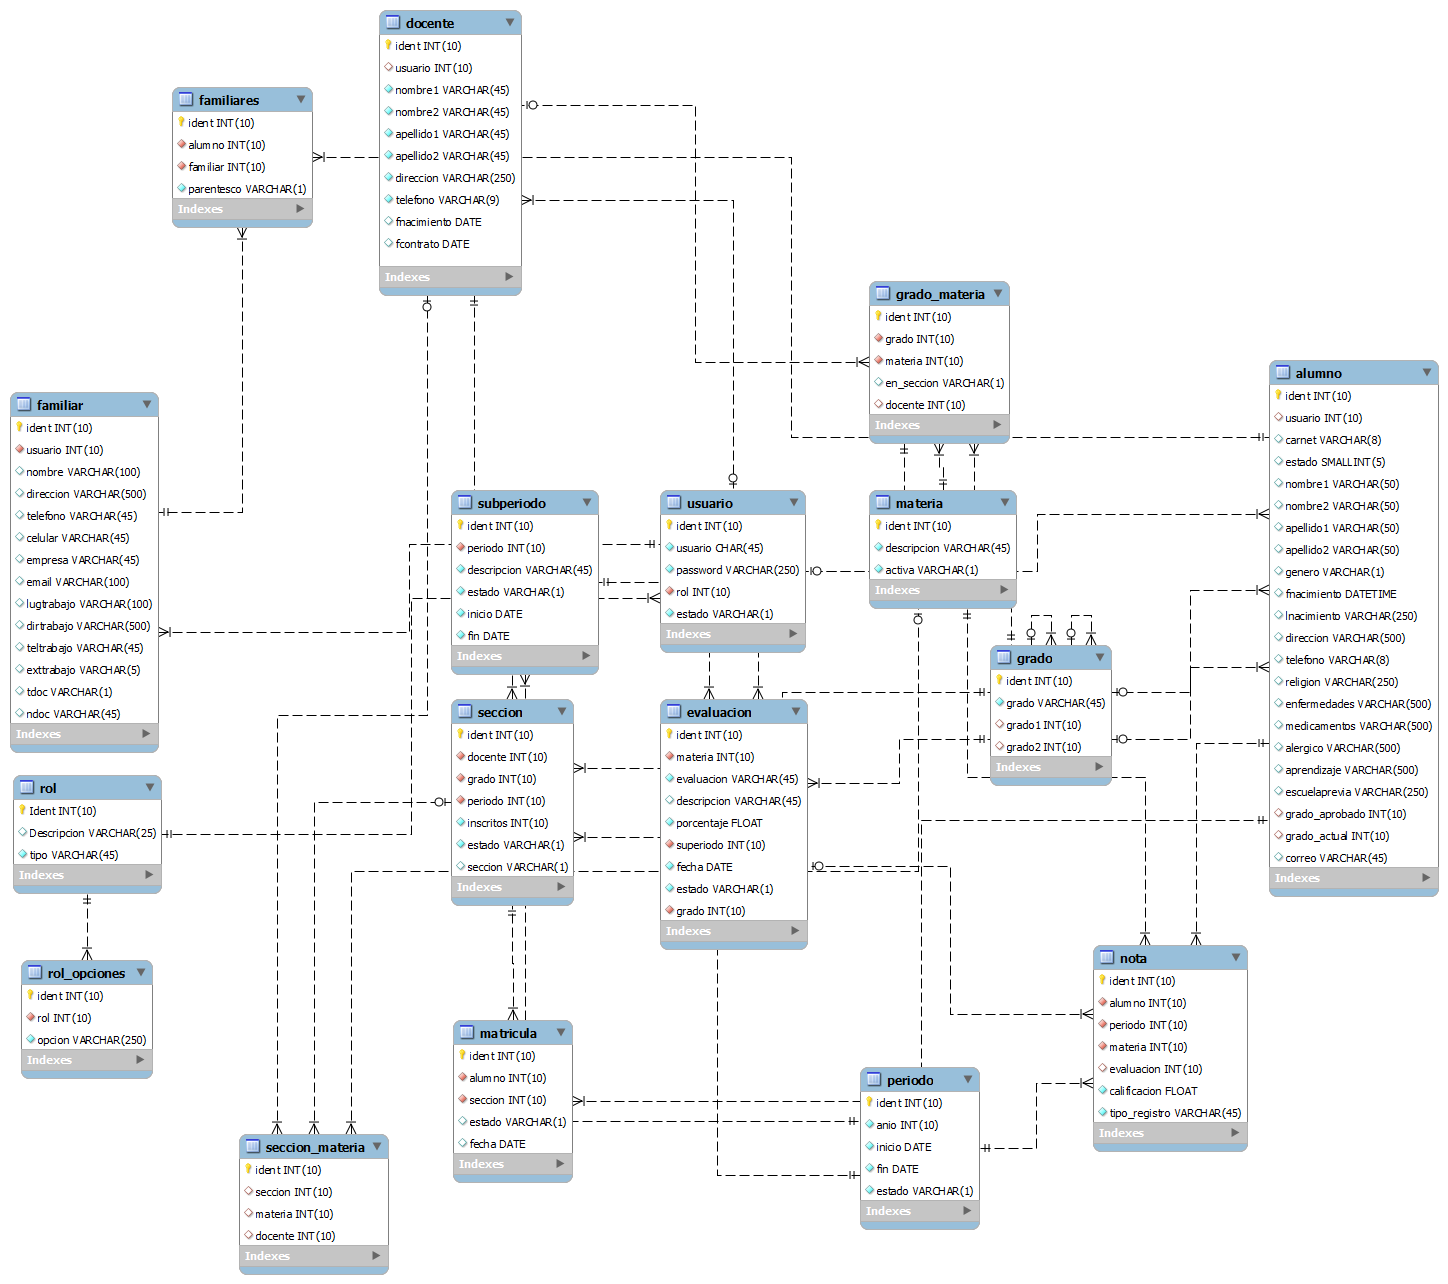 docente
ident INT(10)
usuario INT(10)
nombre1 VARCHAR(45)
nombre2 VARCHAR(45)
apellido1 VARCHAR(45)
apellido2 VARCHAR(45)
direccion VARCHAR(250)
telefono VARCHAR(9)
fnacimiento DATE
fcontrato DATE
Indexes
familiares
ident INT(10)
alumno INT(10)
familiar INT(10)
parentesco VARCHAR(1)
Indexes
grado_materia
ident INT(10)
grado INT(10)
materia INT(10)
en_seccion VARCHAR(1)
docente INT(10)
Indexes
alumno
ident INT(10)
usuario INT(10)
carnet VARCHAR(8)
estado SMALLINT(5)
nombre1 VARCHAR(50)
nombre2 VARCHAR(50)
apellido1 VARCHAR(50)
apellido2 VARCHAR(50)
genero VARCHAR(1)
fnacimiento DATETIME
lnacimiento VARCHAR(250)
direccion VARCHAR(500)
telefono VARCHAR(8)
religion VARCHAR(250)
enfermedades VARCHAR(500)
medicamentos VARCHAR(500)
alergico VARCHAR(500)
aprendizaje VARCHAR(500)
escuelaprevia VARCHAR(250)
grado_aprobado INT(10)
grado_actual INT(10)
correo VARCHAR(45)
Indexes
familiar
ident INT(10)
usuario INT(10)
nombre VARCHAR(100)
direccion VARCHAR(500)
telefono VARCHAR(45)
celular VARCHAR(45)
empresa VARCHAR(45)
email VARCHAR(100)
lugtrabajo VARCHAR(100)
dirtrabajo VARCHAR(500)
teltrabajo VARCHAR(45)
exttrabajo VARCHAR(5)
tdoc VARCHAR(1)
ndoc VARCHAR(45)
Indexes
subperiodo
ident INT(10)
periodo INT(10)
descripcion VARCHAR(45)
estado VARCHAR(1)
inicio DATE
fin DATE
Indexes
usuario
ident INT(10)
usuario CHAR(45)
password VARCHAR(250)
rol INT(10)
estado VARCHAR(1)
Indexes
materia
ident INT(10)
descripcion VARCHAR(45)
activa VARCHAR(1)
Indexes
grado
ident INT(10)
grado VARCHAR(45)
grado1 INT(10)
grado2 INT(10)
Indexes
seccion
ident INT(10)
docente INT(10)
grado INT(10)
periodo INT(10)
inscritos INT(10)
estado VARCHAR(1)
seccion VARCHAR(1)
Indexes
evaluacion
ident INT(10)
materia INT(10)
evaluacion VARCHAR(45)
descripcion VARCHAR(45)
porcentaje FLOAT
superiodo INT(10)
fecha DATE
estado VARCHAR(1)
grado INT(10)
Indexes
rol
Ident INT(10)
Descripcion VARCHAR(25)
tipo VARCHAR(45)
Indexes
rol_opciones
ident INT(10)
rol INT(10)
opcion VARCHAR(250)
Indexes
nota
ident INT(10)
alumno INT(10)
periodo INT(10)
materia INT(10)
evaluacion INT(10)
calificacion FLOAT
tipo_registro VARCHAR(45)
Indexes
matricula
ident INT(10)
alumno INT(10)
seccion INT(10)
estado VARCHAR(1)
fecha DATE
Indexes
periodo
ident INT(10)
anio INT(10)
inicio DATE
fin DATE
estado VARCHAR(1)
Indexes
seccion_materia
ident INT(10)
seccion INT(10)
materia INT(10)
docente INT(10)
Indexes